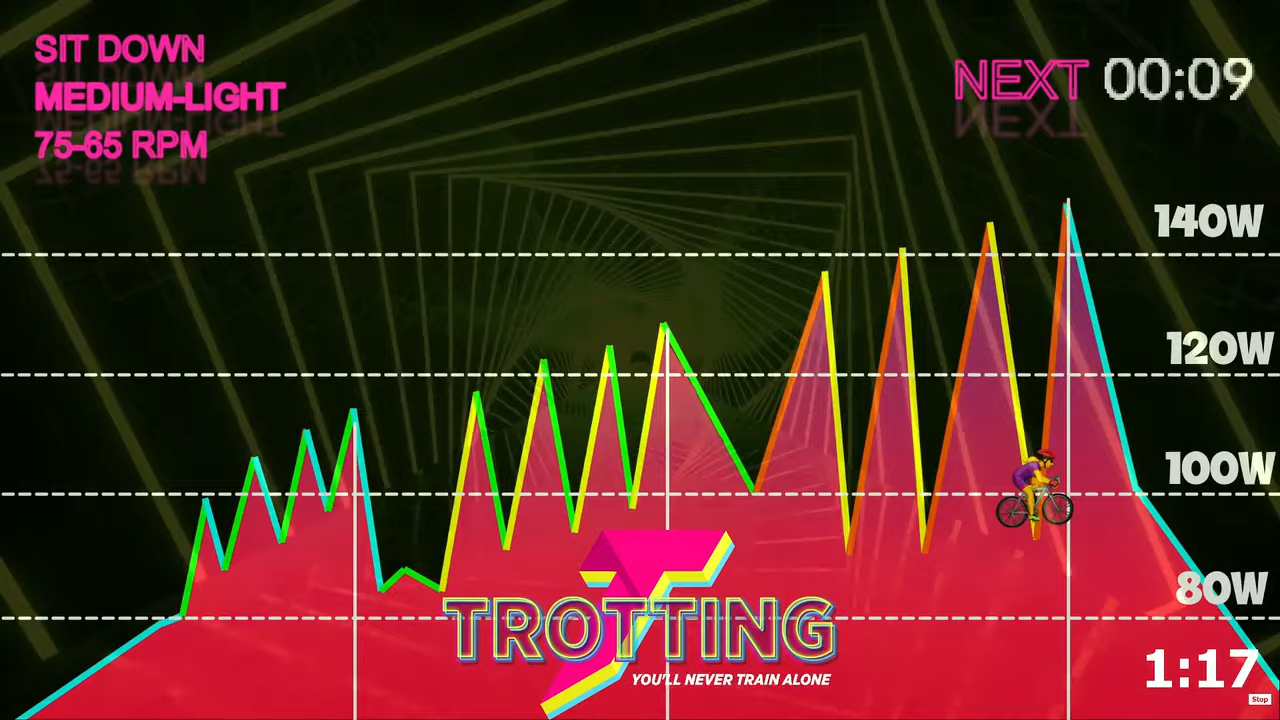 SIT DOWN
MEDIUM-LIGHT
75-65 RPM
NEXT 00:09
140W
120W
100W
80W
TROTTING
YOU'LL NEVER TRAIN ALONE
1:17
Stop